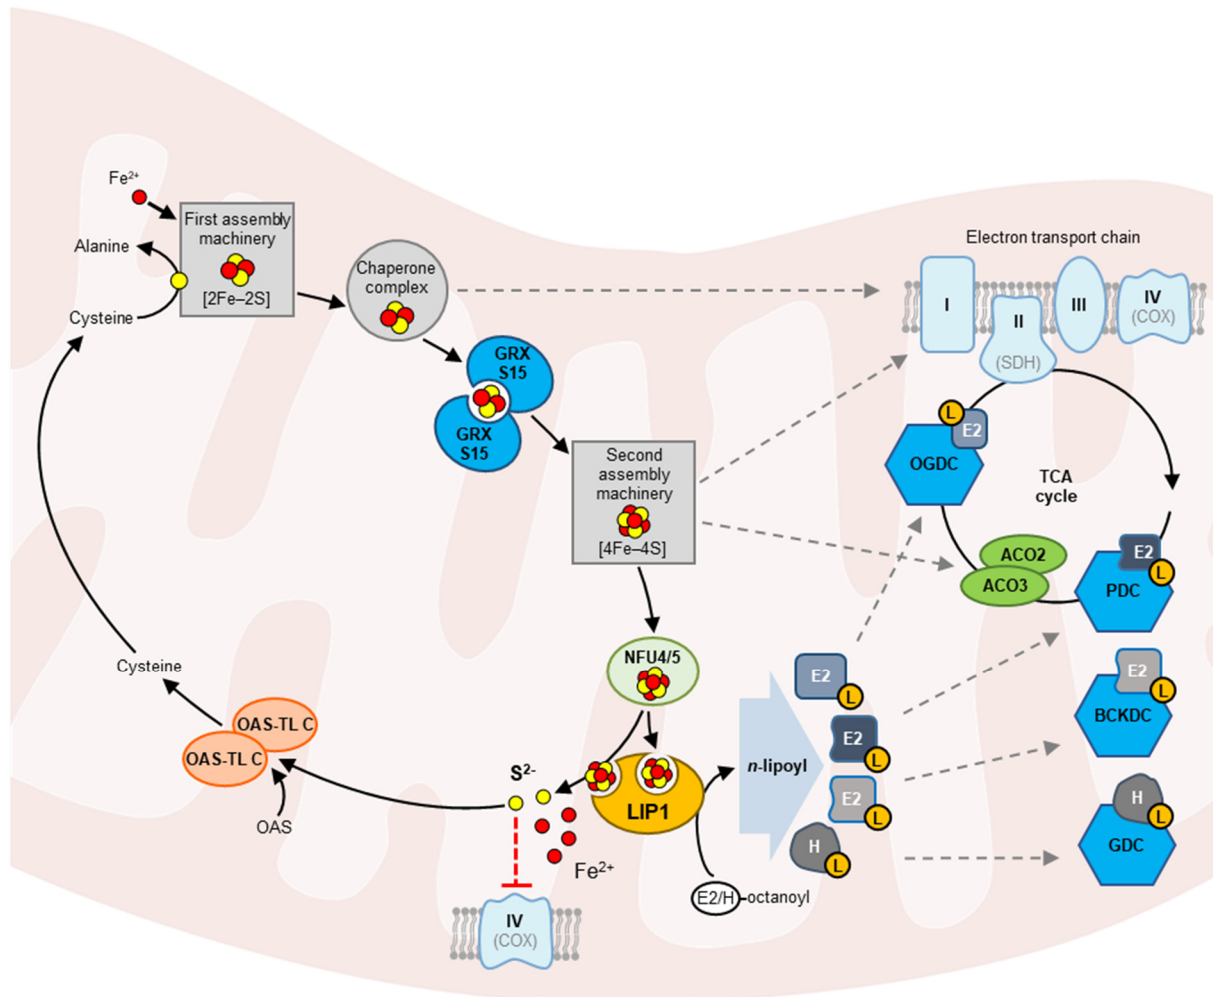 Fe²⁺
Alanine
Cysteine
First assembly
machinery
[2Fe–2S]
Chaperone
complex
GRX
S15
GRX
S15
Second
assembly
machinery
[4Fe–4S]
Electron transport chain
I
II
(SDH)
III
IV
(COX)
L
E2
OGDC
TCA
cycle
ACO2
ACO3
E2
L
PDC
E2
L
BCKDC
H
L
GDC
NFU4/5
LIP1
n-lipoyl
E2
L
E2
L
E2
L
H
L
E2/H
octanoyl
S²⁻
Fe²⁺
IV
(COX)
Cysteine
OAS-TL C
OAS-TL C
OAS